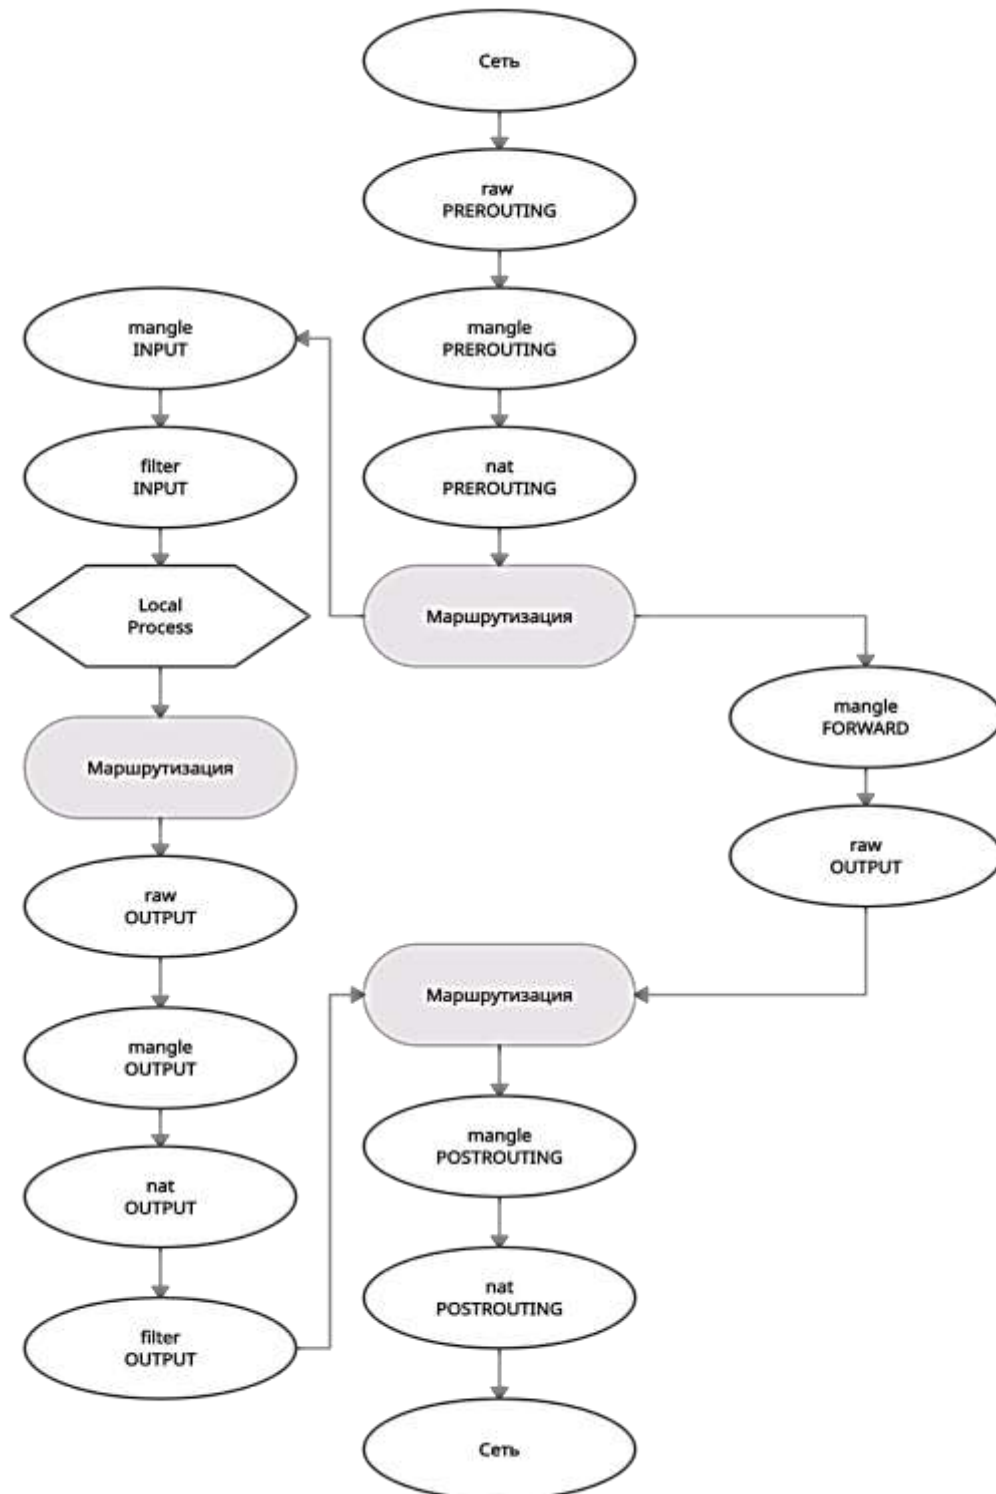 Сеть
raw
PREROUTING
mangle
INPUT
mangle
PREROUTING
filter
INPUT
nat
PREROUTING
Local
Process
Маршрутизация
mangle
FORWARD
Маршрутизация
raw
OUTPUT
raw
OUTPUT
Маршрутизация
mangle
OUTPUT
mangle
POSTROUTING
nat
OUTPUT
nat
POSTROUTING
filter
OUTPUT
Сеть